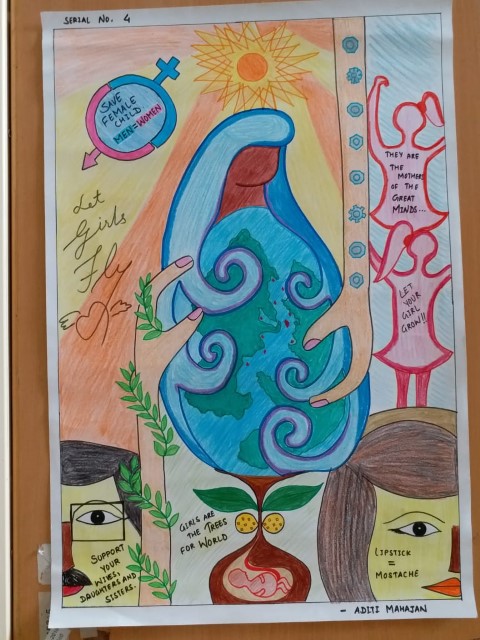 SERIAL NO. 4
SAVE
FEMALE
CHILD
MEN=WOMEN
Let
Girls
Fly
THEY ARE
THE
MOTHERS
OF THE
GREAT
MINDS...
LET
YOUR
GIRL
GROW!!
GIRLS ARE
THE TREES
FOR WORLD
SUPPORT
YOUR
WIVES,
DAUGHTERS AND
SISTERS.
LIPSTICK
=
MOSTACHE
- ADITI MAHAJAN